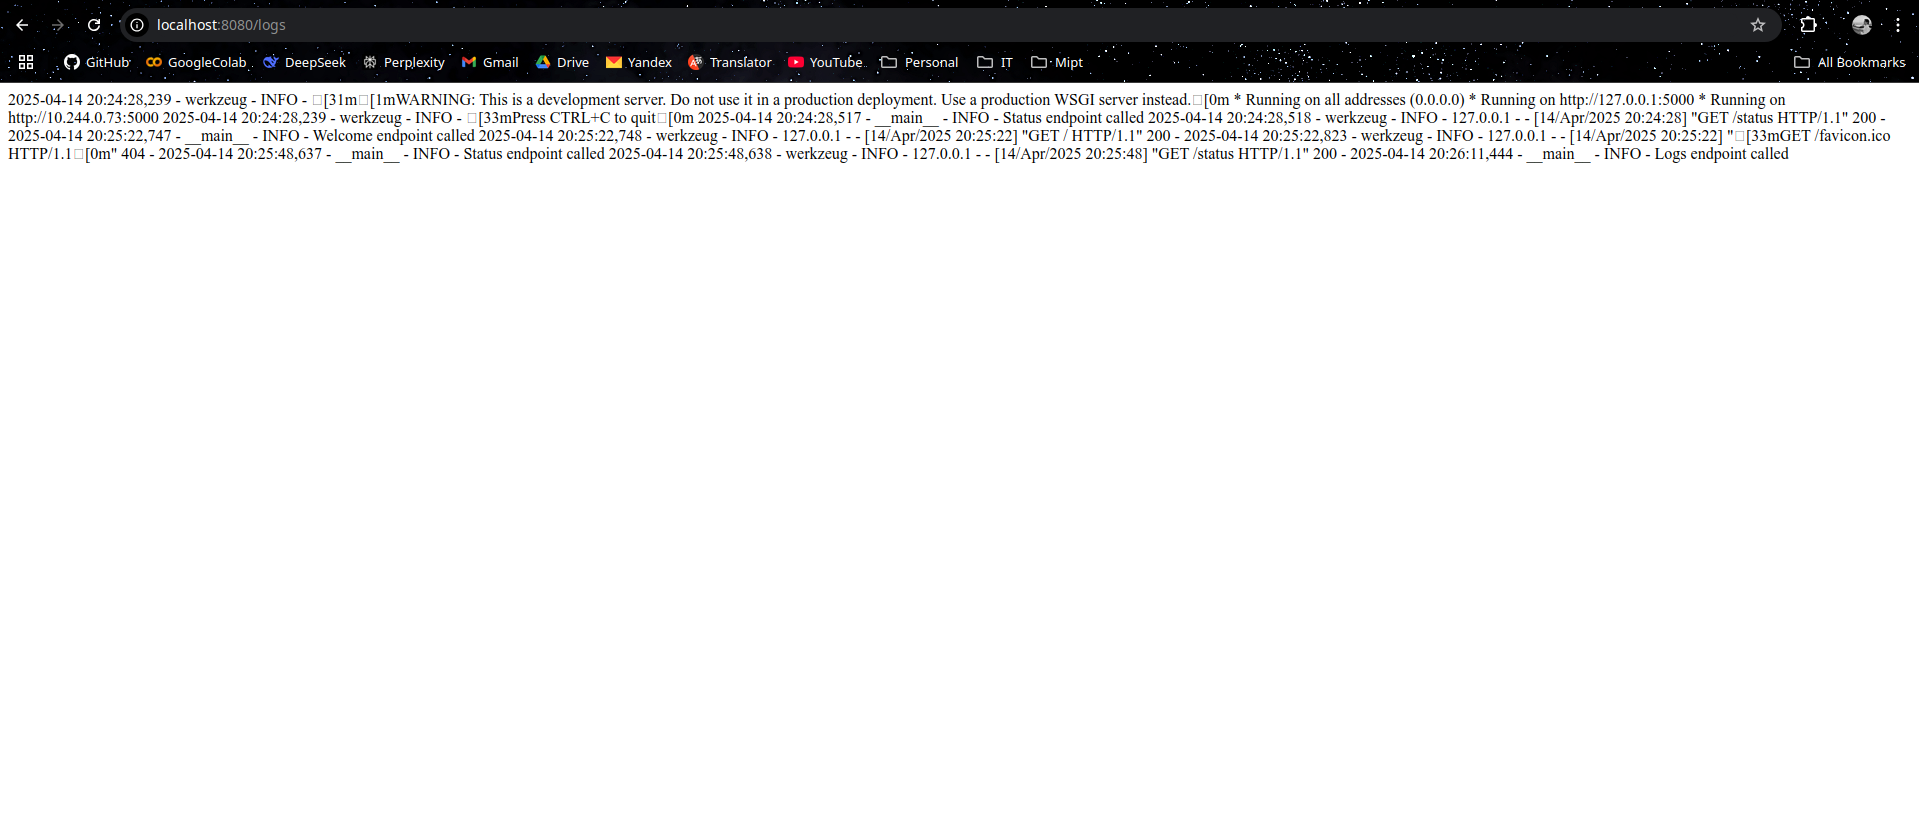 localhost:8080/logs
GitHub GoogleColab DeepSeek Perplexity Gmail Drive Yandex Translator YouTube Personal IT Mipt All Bookmarks
2025-04-14 20:24:28,239 - werkzeug - INFO - □[31m□[1mWARNING: This is a development server. Do not use it in a production deployment. Use a production WSGI server instead.□[0m * Running on all addresses (0.0.0.0) * Running on http://127.0.0.1:5000 * Running on
http://10.244.0.73:5000 2025-04-14 20:24:28,239 - werkzeug - INFO - □[33mPress CTRL+C to quit□[0m 2025-04-14 20:24:28,517 - __main__ - INFO - Status endpoint called 2025-04-14 20:24:28,518 - werkzeug - INFO - 127.0.0.1 - - [14/Apr/2025 20:24:28] "GET /status HTTP/1.1" 200 -
2025-04-14 20:25:22,747 - __main__ - INFO - Welcome endpoint called 2025-04-14 20:25:22,748 - werkzeug - INFO - 127.0.0.1 - - [14/Apr/2025 20:25:22] "GET / HTTP/1.1" 200 - 2025-04-14 20:25:22,823 - werkzeug - INFO - 127.0.0.1 - - [14/Apr/2025 20:25:22] "□[33mGET /favicon.ico
HTTP/1.1□[0m" 404 - 2025-04-14 20:25:48,637 - __main__ - INFO - Status endpoint called 2025-04-14 20:25:48,638 - werkzeug - INFO - 127.0.0.1 - - [14/Apr/2025 20:25:48] "GET /status HTTP/1.1" 200 - 2025-04-14 20:26:11,444 - __main__ - INFO - Logs endpoint called